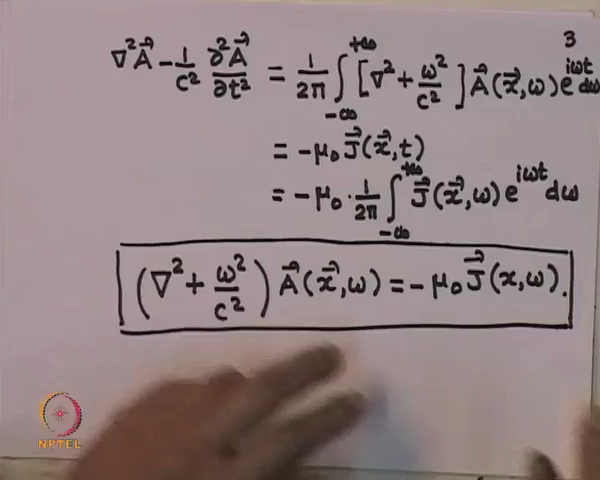 3
∇²A⃗ - 1/c² ∂²A⃗/∂t² = 1/2π ∫_{-∞}^{+∞} [∇² + ω²/c²] A⃗(x⃗,ω) e^{iωt} dω
= -μ₀ J⃗(x⃗,t)
= -μ₀ · 1/2π ∫_{-∞}^{+∞} J⃗(x⃗,ω) e^{iωt} dω
(∇² + ω²/c²) A⃗(x⃗,ω) = -μ₀ J⃗(x,ω).
NPTEL